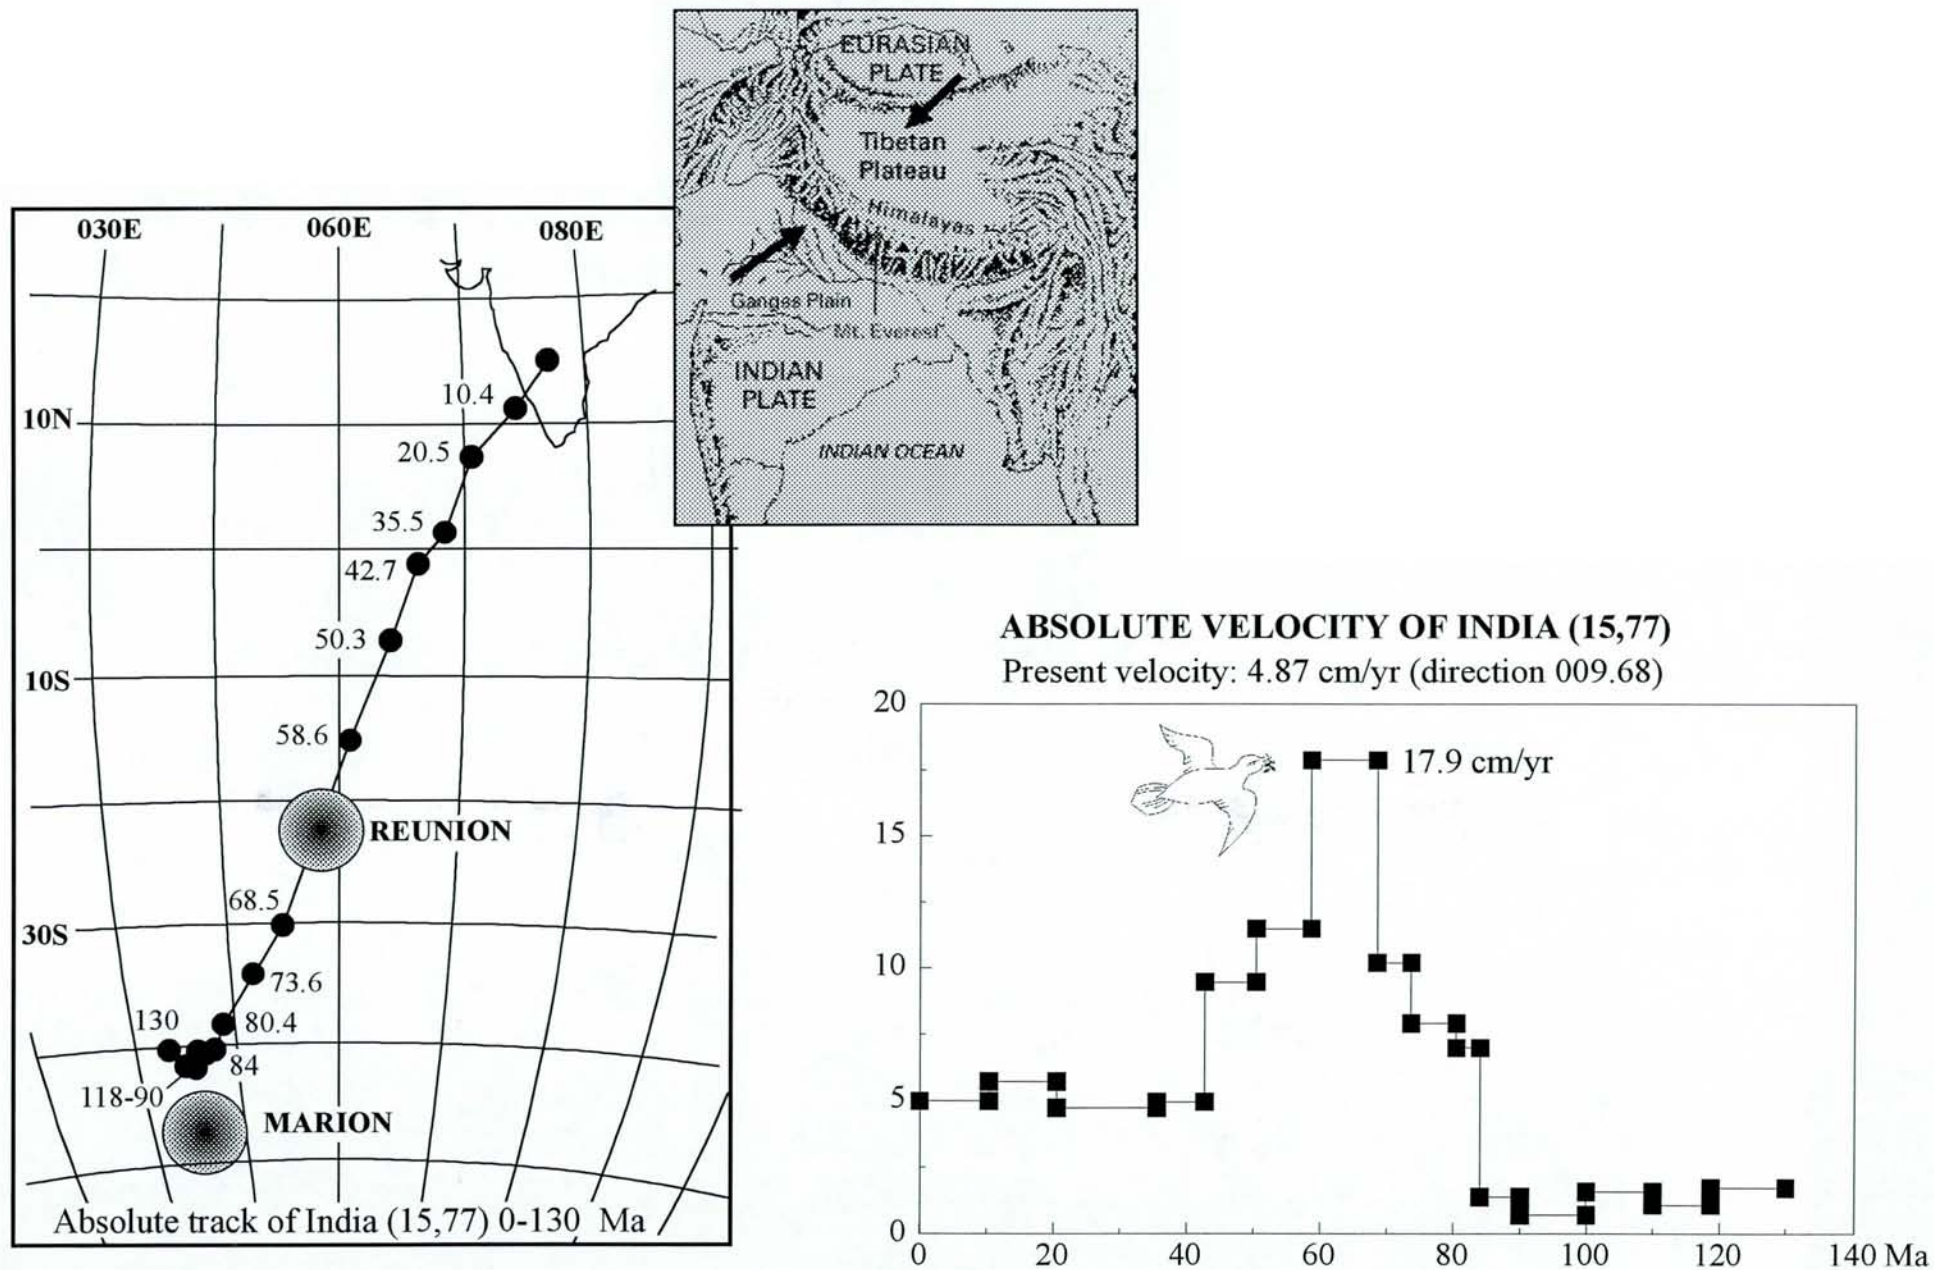 EURASIAN
PLATE
Tibetan
Plateau
Himalayas
Ganges Plain
Mt. Everest
INDIAN
PLATE
INDIAN OCEAN
030E 060E 080E
10N
10S
30S
10.4
20.5
35.5
42.7
50.3
58.6
REUNION
68.5
73.6
130
80.4
84
118-90
MARION
Absolute track of India (15,77) 0-130 Ma
ABSOLUTE VELOCITY OF INDIA (15,77)
Present velocity: 4.87 cm/yr (direction 009.68)
20
15
10
5
0
17.9 cm/yr
0 20 40 60 80 100 120 140 Ma